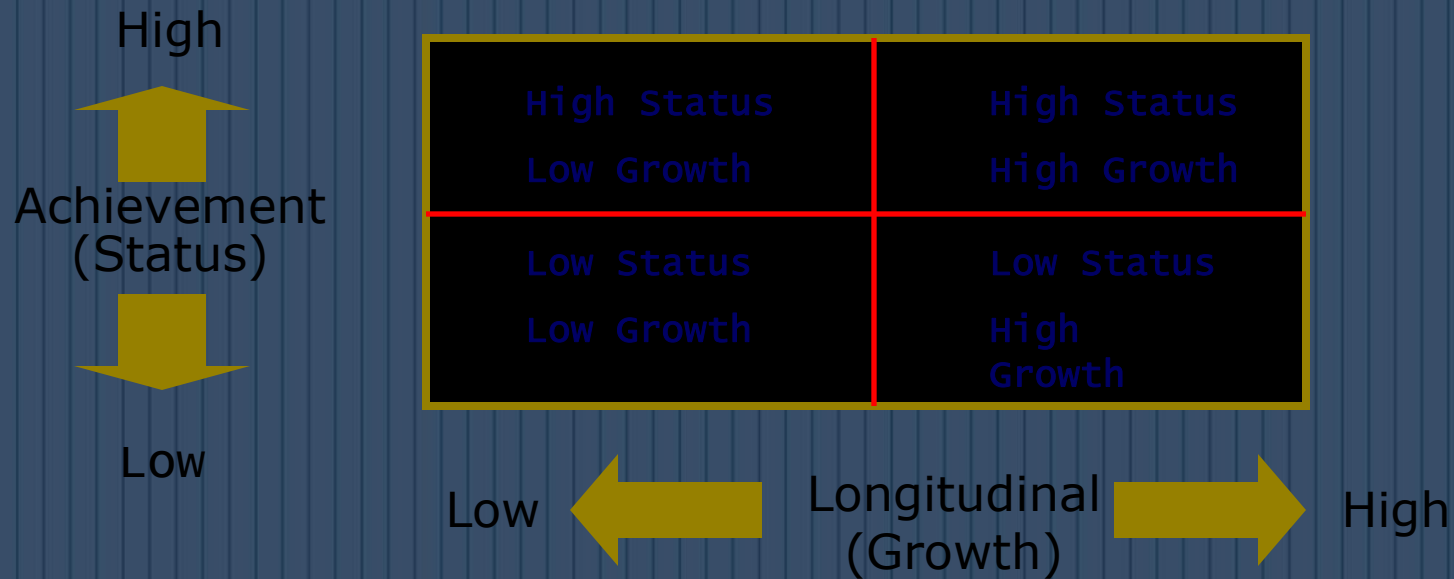 High
High Status
High Status
Low Growth
High Growth
Achievement
(Status)
Low Status
Low Status
Low Growth
High
Growth
Low
Low
Longitudinal
(Growth)
High